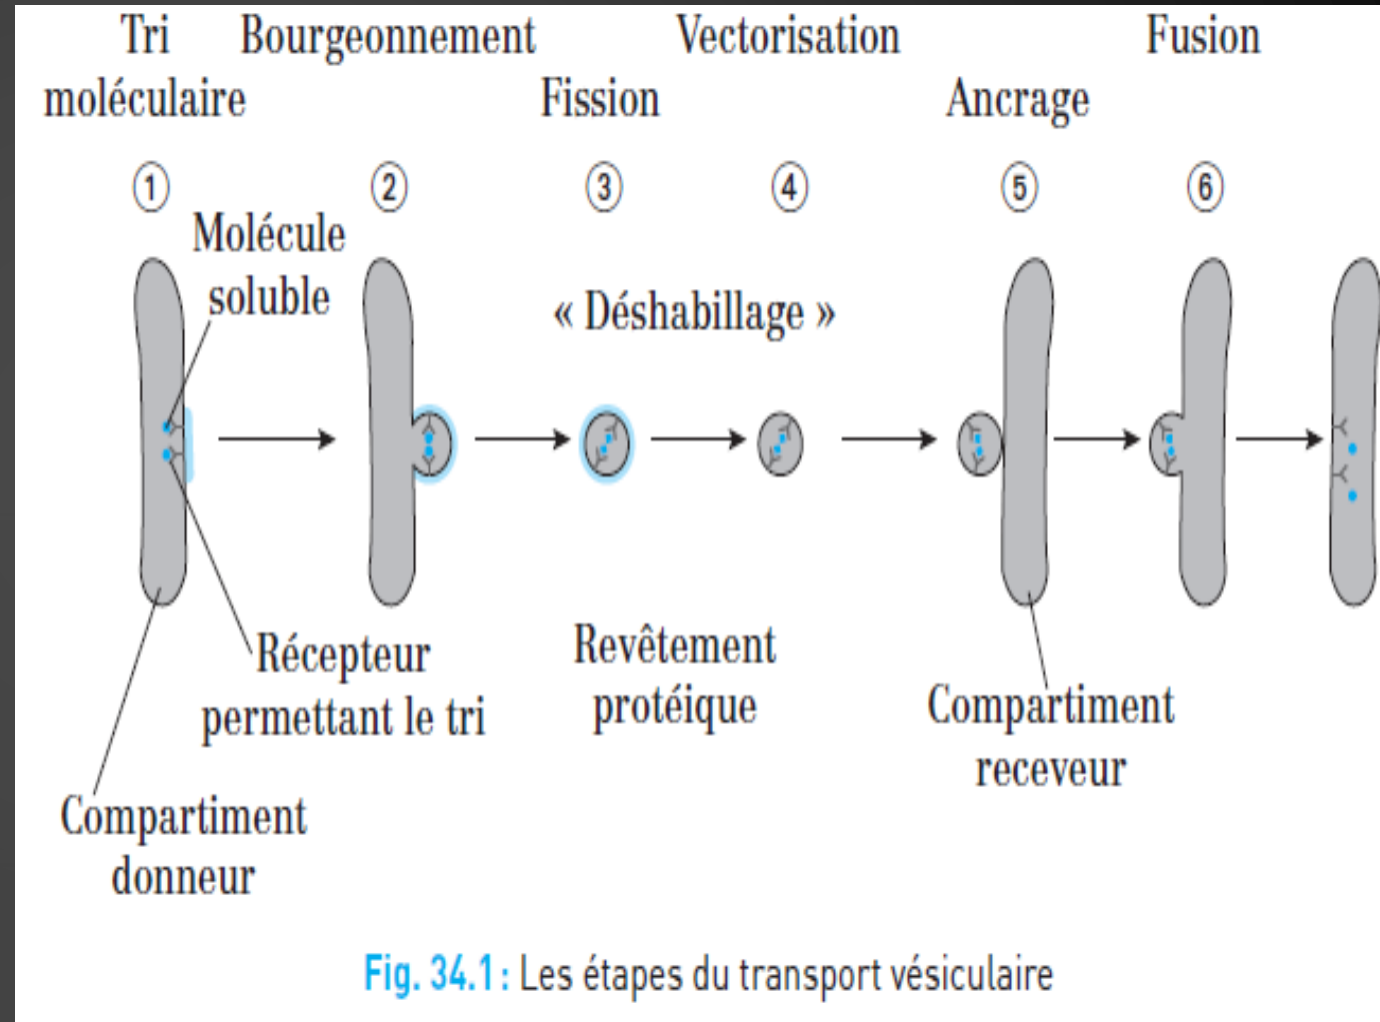 Tri
moléculaire
Bourgeonnement
Fission
Vectorisation
Ancrage
Fusion
1
2
3
4
5
6
Molécule
soluble
« Déshabillage »
Récepteur
permettant le tri
Revêtement
protéique
Compartiment
receveur
Compartiment
donneur
Fig. 34.1 : Les étapes du transport vésiculaire